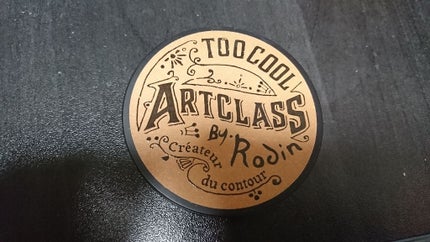 TOO COOL
ARTCLASS
By. Rodin
Créateur
du contour